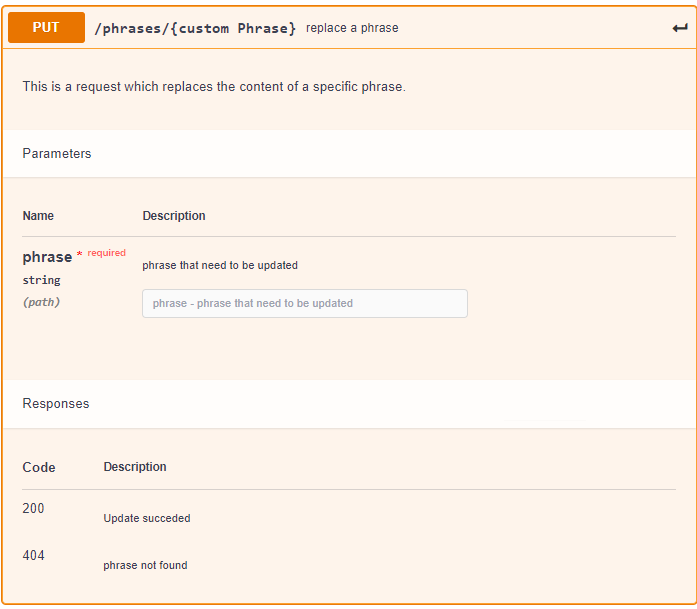 PUT /phrases/{custom Phrase} replace a phrase
This is a request which replaces the content of a specific phrase.
Parameters
Name Description
phrase * required
string
(path)
phrase that need to be updated
phrase - phrase that need to be updated
Responses
Code Description
200 Update succeded
404 phrase not found